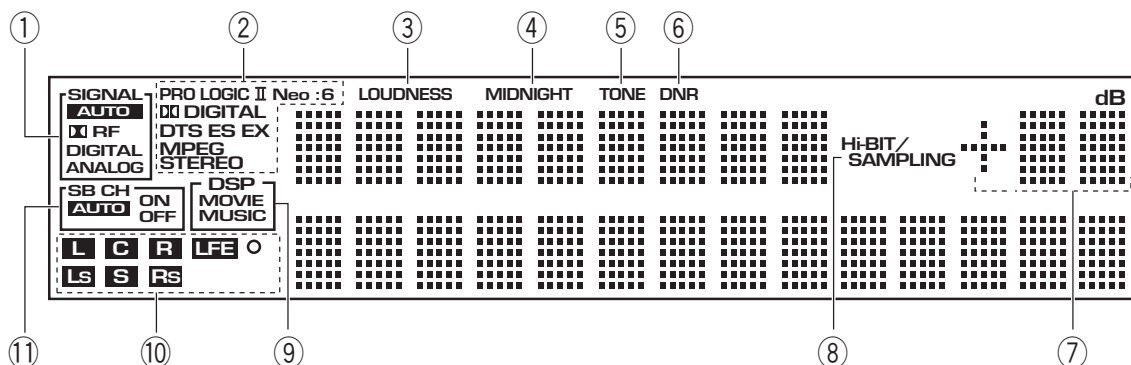 ① ② ③ ④ ⑤ ⑥
SIGNAL
AUTO
RF
DIGITAL
ANALOG
PRO LOGIC II Neo :6
DIGITAL
DTS ES EX
MPEG
STEREO
LOUDNESS MIDNIGHT TONE DNR
dB
Hi-BIT/
SAMPLING
SB CH
AUTO ON
OFF
DSP
MOVIE
MUSIC
L C R LFE
LS S RS
⑪ ⑩ ⑨ ⑧ ⑦